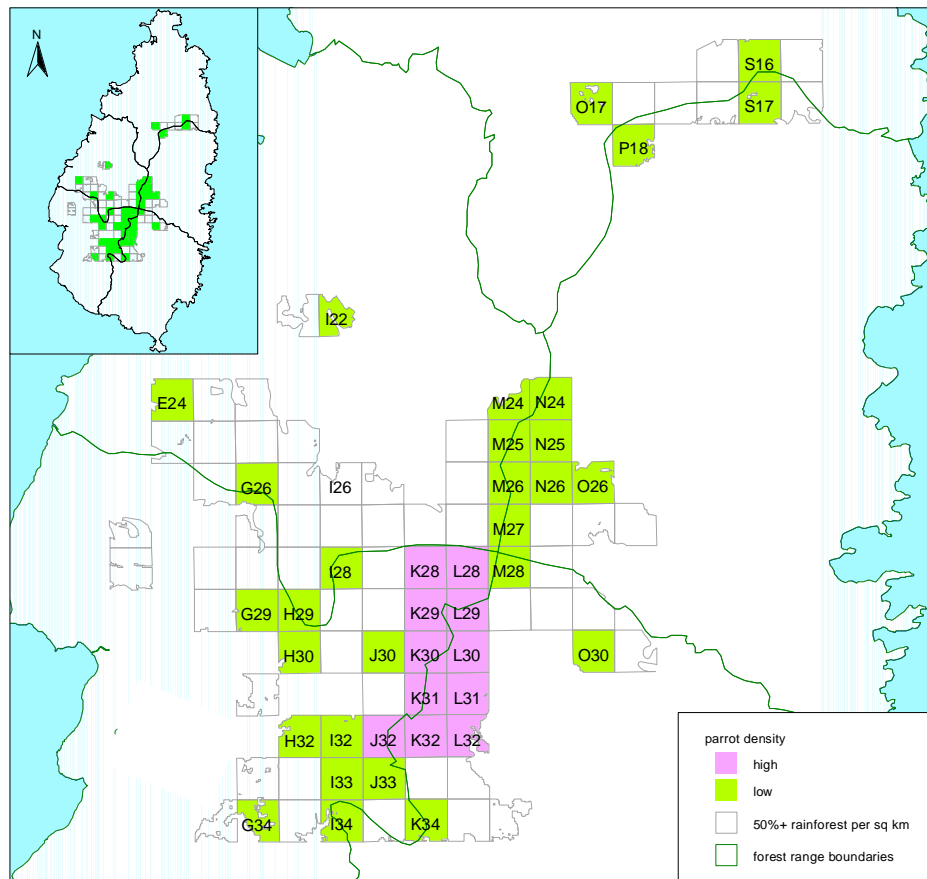 N
S16
O17 S17
P18
I22
E24 M24 N24
M25 N25
G26 I26 M26 N26 O26
M27
I28 K28 L28 M28
G29 H29 K29 L29
H30 J30 K30 L30 O30
K31 L31
H32 I32 J32 K32 L32
I33 J33
G34 I34 K34
parrot density
high
low
50%+ rainforest per sq km
forest range boundaries